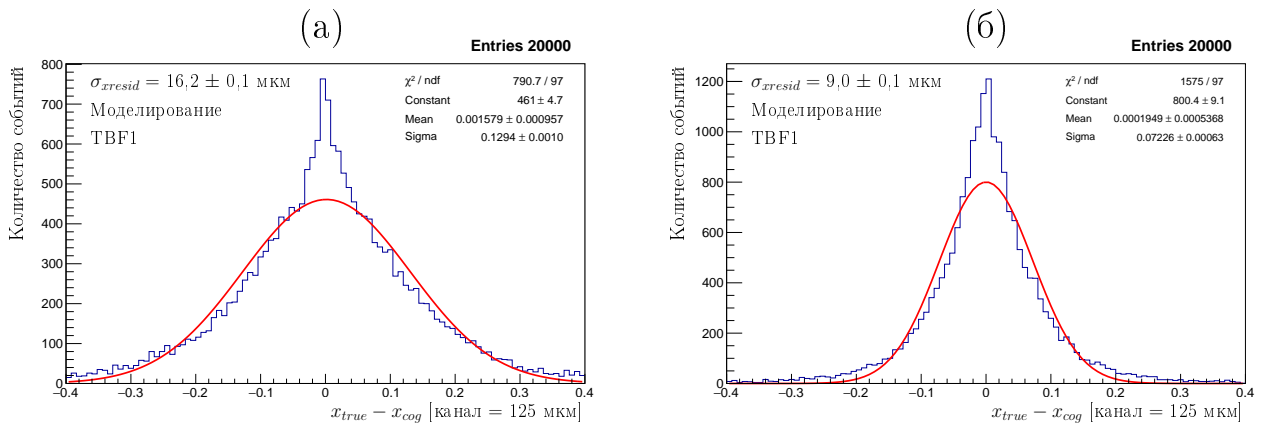 (а)
Entries 20000
σxresid = 16,2 ± 0,1 мкм
Моделирование
TBF1
χ² / ndf 790.7 / 97
Constant 461 ± 4.7
Mean 0.001579 ± 0.000957
Sigma 0.1294 ± 0.0010
Количество событий
800
700
600
500
400
300
200
100
0
−0.4 −0.3 −0.2 −0.1 0 0.1 0.2 0.3 0.4
xtrue − xcog [канал = 125 мкм]
(б)
Entries 20000
σxresid = 9,0 ± 0,1 мкм
Моделирование
TBF1
χ² / ndf 1575 / 97
Constant 800.4 ± 9.1
Mean 0.0001949 ± 0.0005368
Sigma 0.07226 ± 0.00063
Количество событий
1200
1000
800
600
400
200
0
−0.4 −0.3 −0.2 −0.1 0 0.1 0.2 0.3 0.4
xtrue − xcog [канал = 125 мкм]